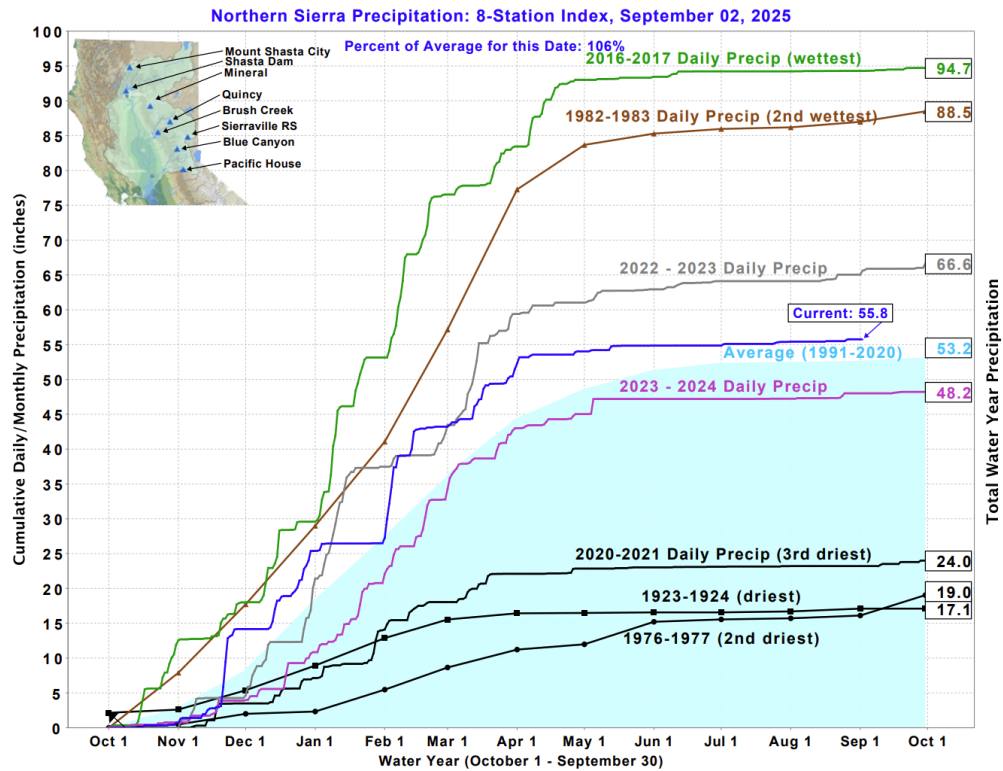 Northern Sierra Precipitation: 8-Station Index, September 02, 2025
Percent of Average for this Date: 106%
Mount Shasta City
Shasta Dam
Mineral
Quincy
Brush Creek
Sierraville RS
Blue Canyon
Pacific House
Cumulative Daily/Monthly Precipitation (inches)
100
95
90
85
80
75
70
65
60
55
50
45
40
35
30
25
20
15
10
5
0
2016-2017 Daily Precip (wettest)
94.7
1982-1983 Daily Precip (2nd wettest)
88.5
2022 - 2023 Daily Precip
66.6
Current: 55.8
Average (1991-2020)
53.2
2023 - 2024 Daily Precip
48.2
2020-2021 Daily Precip (3rd driest)
24.0
1923-1924 (driest)
19.0
17.1
1976-1977 (2nd driest)
Total Water Year Precipitation
Oct 1
Nov 1
Dec 1
Jan 1
Feb 1
Mar 1
Apr 1
May 1
Jun 1
Jul 1
Aug 1
Sep 1
Oct 1
Water Year (October 1 - September 30)